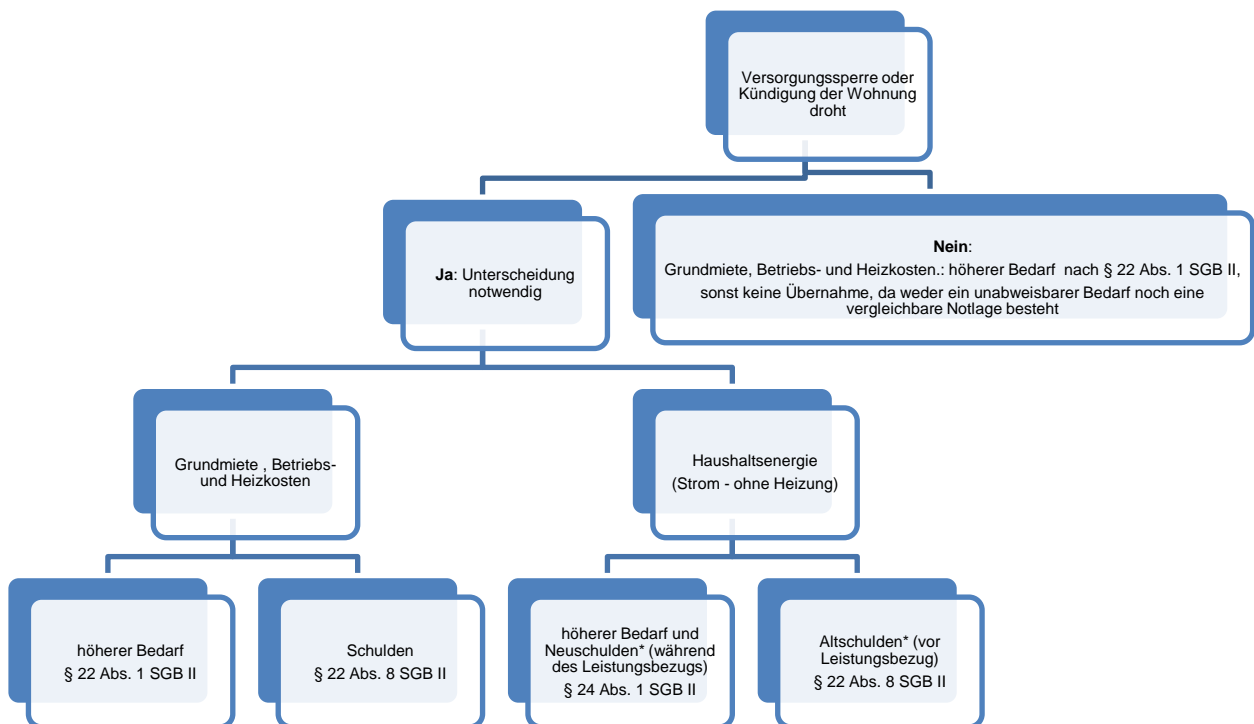 Versorgungssperre oder
Kündigung der Wohnung
droht
Ja: Unterscheidung
notwendig
Nein:
Grundmiete, Betriebs- und Heizkosten.: höherer Bedarf nach § 22 Abs. 1 SGB II,
sonst keine Übernahme, da weder ein unabweisbarer Bedarf noch eine
vergleichbare Notlage besteht
Grundmiete , Betriebs-
und Heizkosten
Haushaltsenergie
(Strom - ohne Heizung)
höherer Bedarf
§ 22 Abs. 1 SGB II
Schulden
§ 22 Abs. 8 SGB II
höherer Bedarf und
Neuschulden* (während
des Leistungsbezugs)
§ 24 Abs. 1 SGB II
Altschulden* (vor
Leistungsbezug)
§ 22 Abs. 8 SGB II